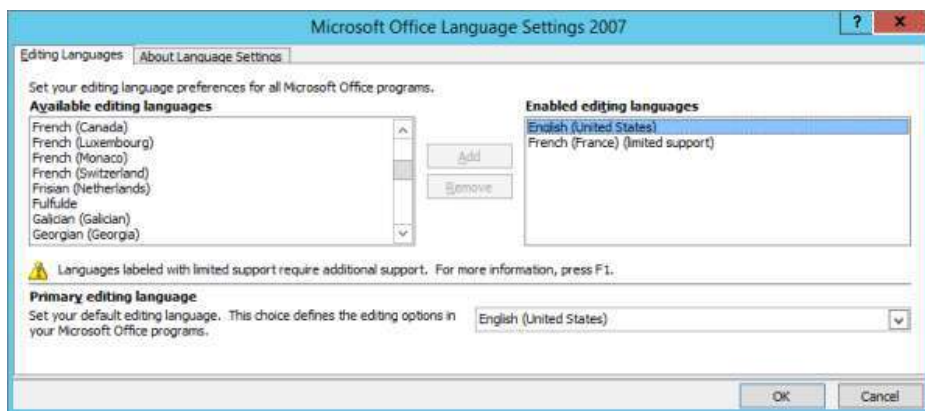 Microsoft Office Language Settings 2007
? x
Editing Languages About Language Settings
Set your editing language preferences for all Microsoft Office programs.
Available editing languages
French (Canada)
French (Luxembourg)
French (Monaco)
French (Switzerland)
Frisian (Netherlands)
Fulfulde
Galician (Galician)
Georgian (Georgia)
Add
Remove
Enabled editing languages
English (United States)
French (France) (limited support)
Languages labeled with limited support require additional support. For more information, press F1.
Primary editing language
Set your default editing language. This choice defines the editing options in
your Microsoft Office programs.
English (United States)
OK Cancel